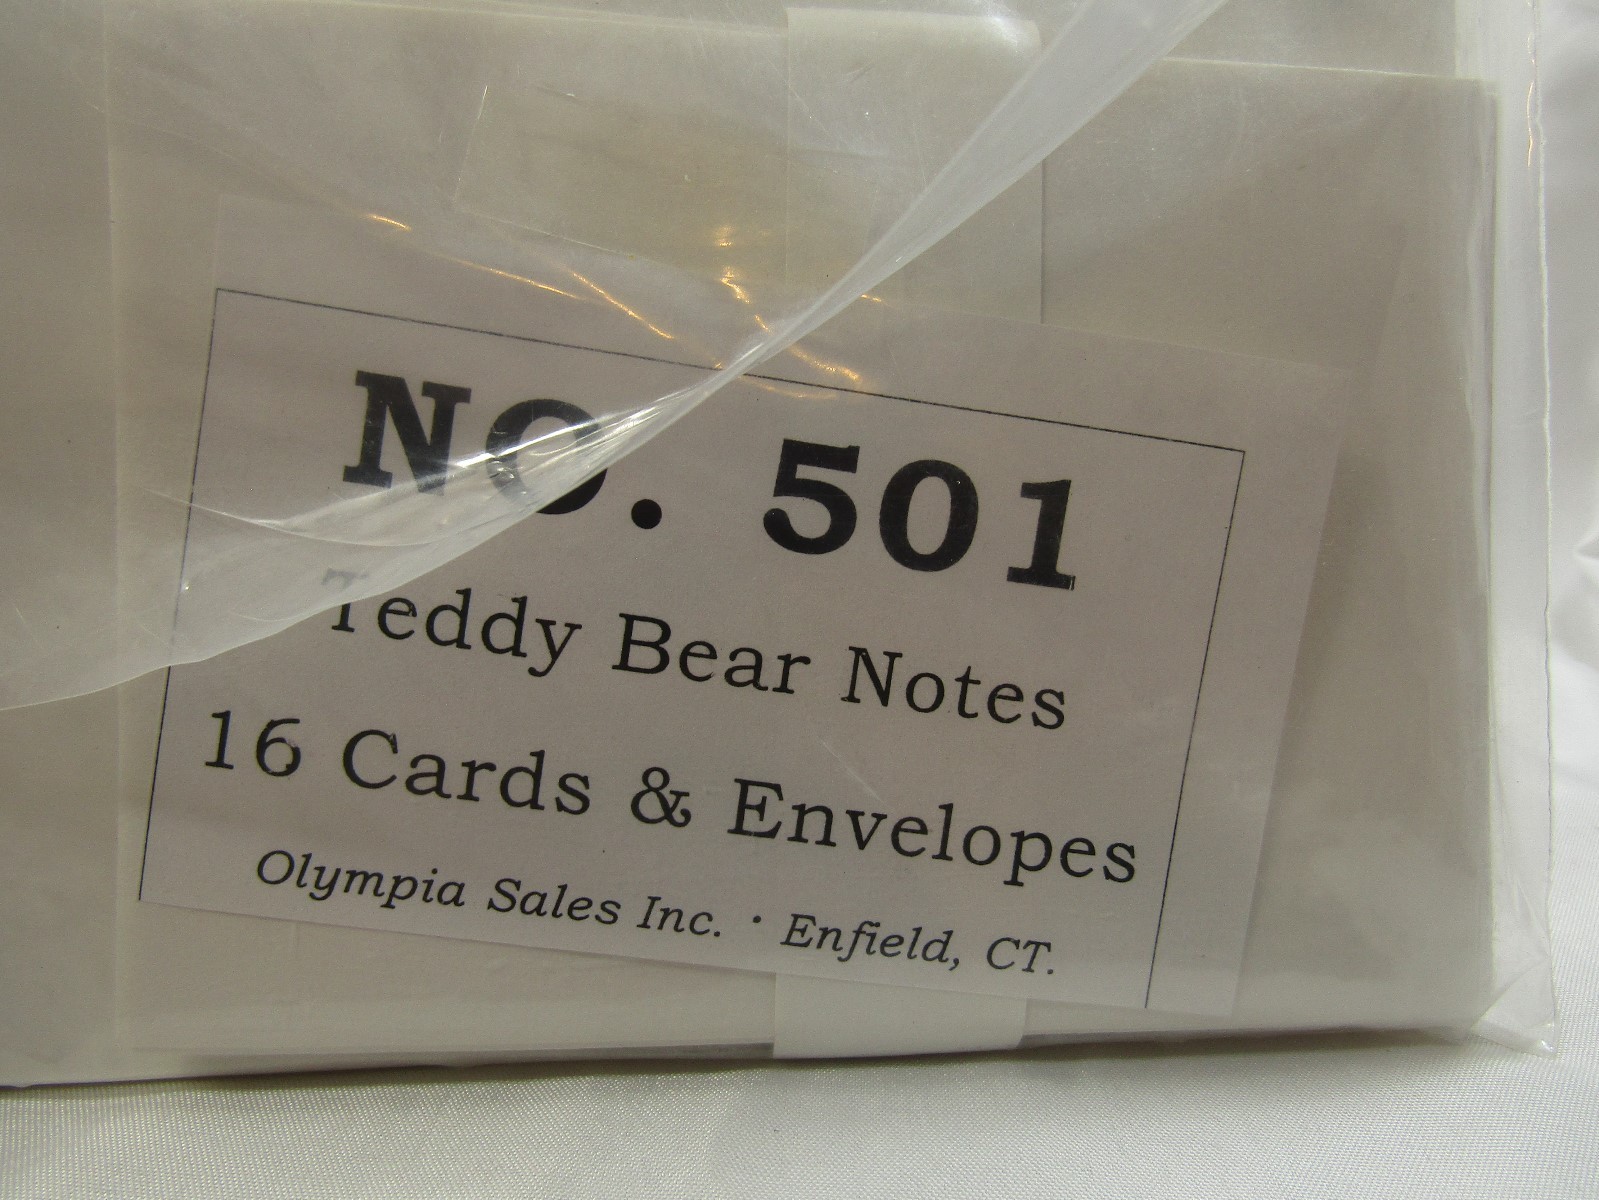 NO. 501
Teddy Bear Notes
16 Cards & Envelopes
Olympia Sales Inc. · Enfield, CT.